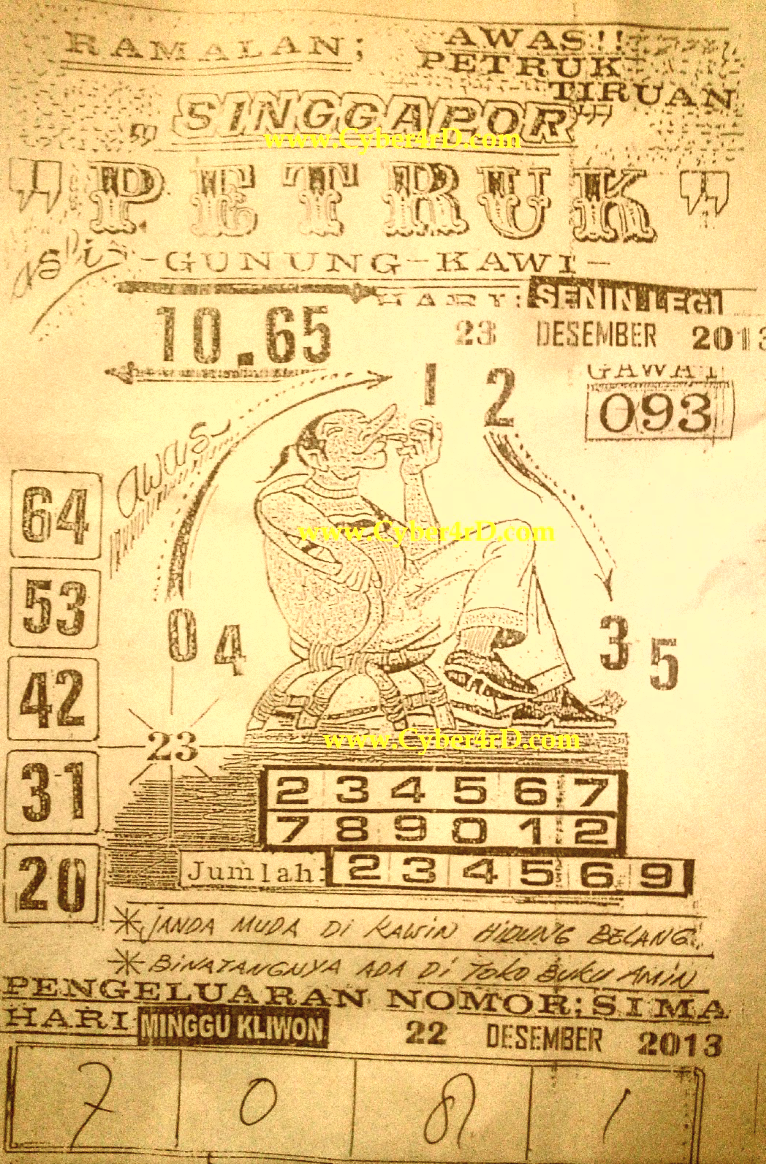 RAMALAN;
AWAS!!
PETRUK
TIRUAN
"SINGGAPOR"
www.Cyber4rD.com
"PETRUK"
asli -GUNUNG-KAWI-
HARI: SENIN LEGI
23 DESEMBER 2013
10.65
GAWAT
093
1 2
awas
www.Cyber4rD.com
64
53
42
31
20
0 4
3 5
www.Cyber4rD.com
23
2 3 4 5 6 7
7 8 9 0 1 2
Jumlah: 2 3 4 5 6 9
* JANDA MUDA DI KAWIN HIDUNG BELANG.
* BINATANGNYA ADA DI TOKO BUKU AMIN
PENGELUARAN NOMOR; SIMA
HARI MINGGU KLIWON 22 DESEMBER 2013
7 0 8 1